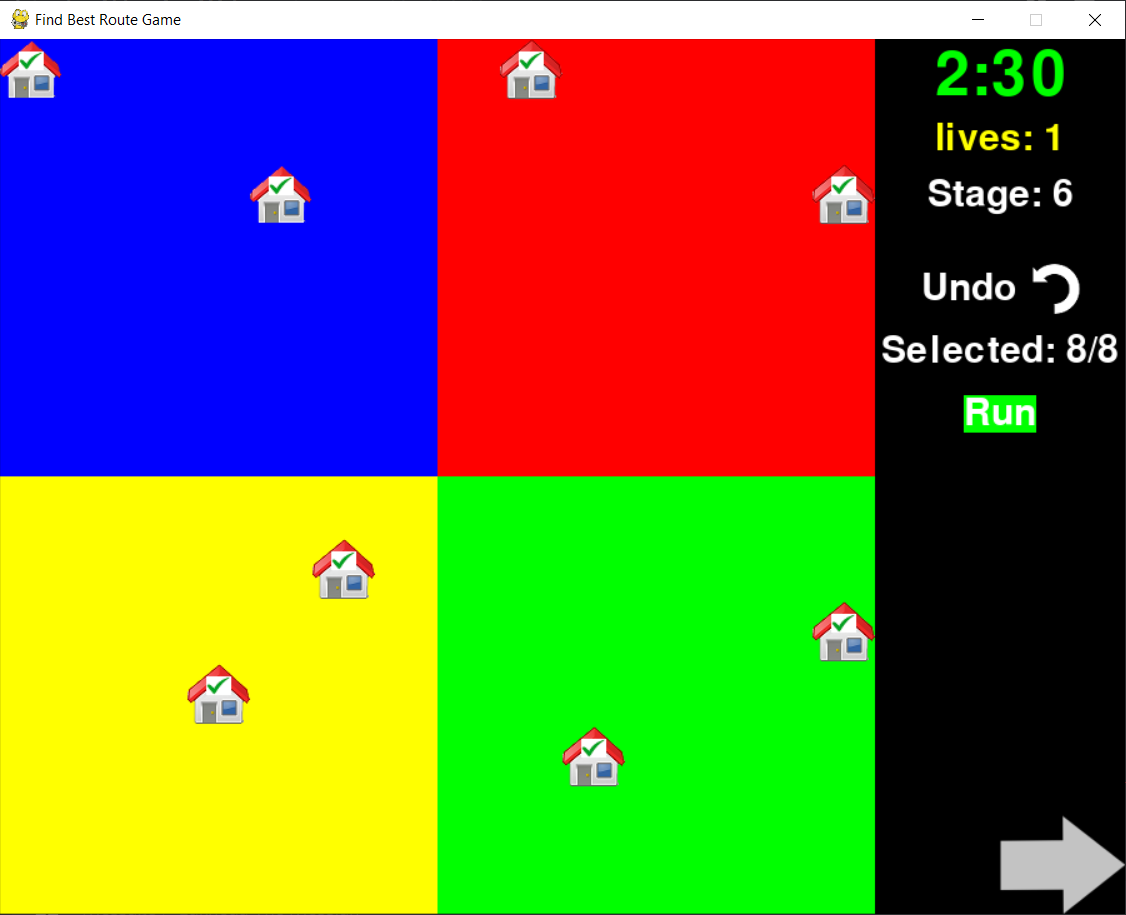 Find Best Route Game
2:30
lives: 1
Stage: 6
Undo
Selected: 8/8
Run